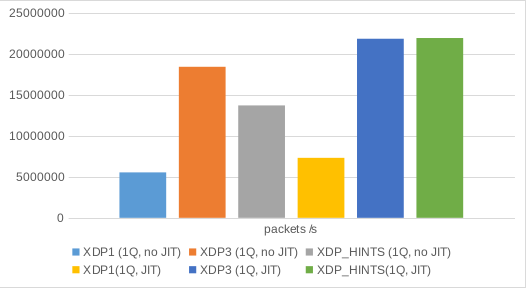 25000000
20000000
15000000
10000000
5000000
0
packets /s
XDP1 (1Q, no JIT) XDP3 (1Q, no JIT) XDP_HINTS (1Q, no JIT)
XDP1(1Q, JIT) XDP3 (1Q, JIT) XDP_HINTS(1Q, JIT)